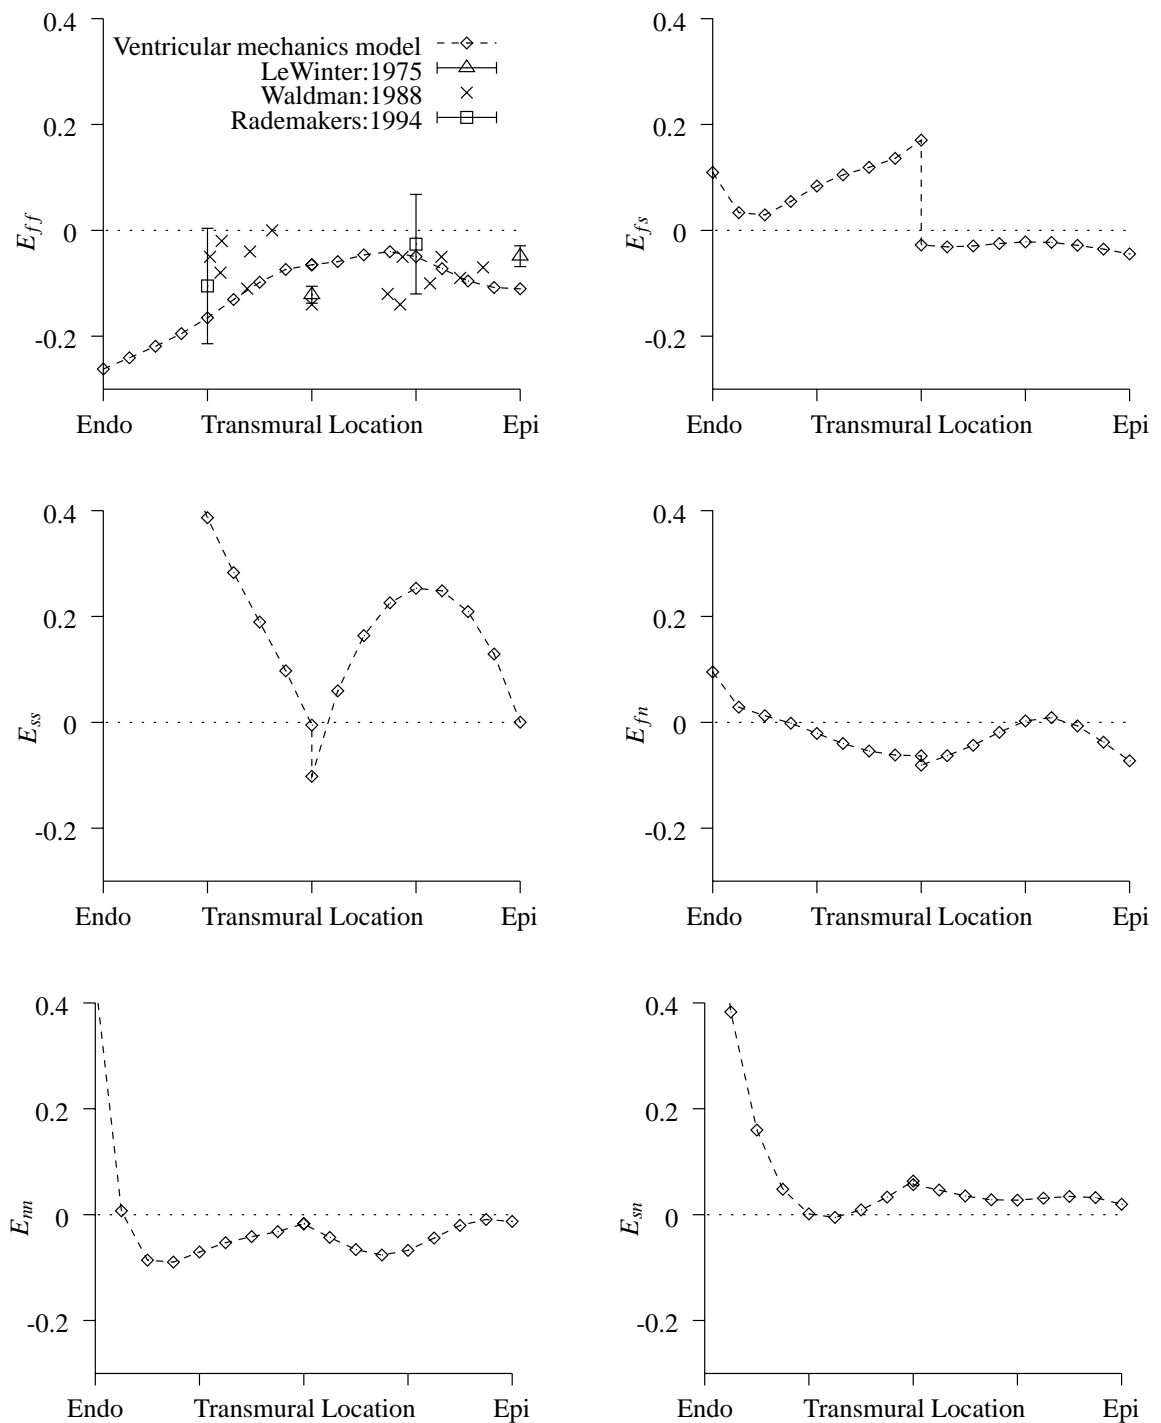 0.4
Ventricular mechanics model
LeWinter:1975
Waldman:1988
Rademakers:1994
0.2
0
-0.2
E_ff
Endo Transmural Location Epi
0.4
0.2
0
-0.2
E_fs
Endo Transmural Location Epi
0.4
0.2
0
-0.2
E_ss
Endo Transmural Location Epi
0.4
0.2
0
-0.2
E_fn
Endo Transmural Location Epi
0.4
0.2
0
-0.2
E_nn
Endo Transmural Location Epi
0.4
0.2
0
-0.2
E_sn
Endo Transmural Location Epi